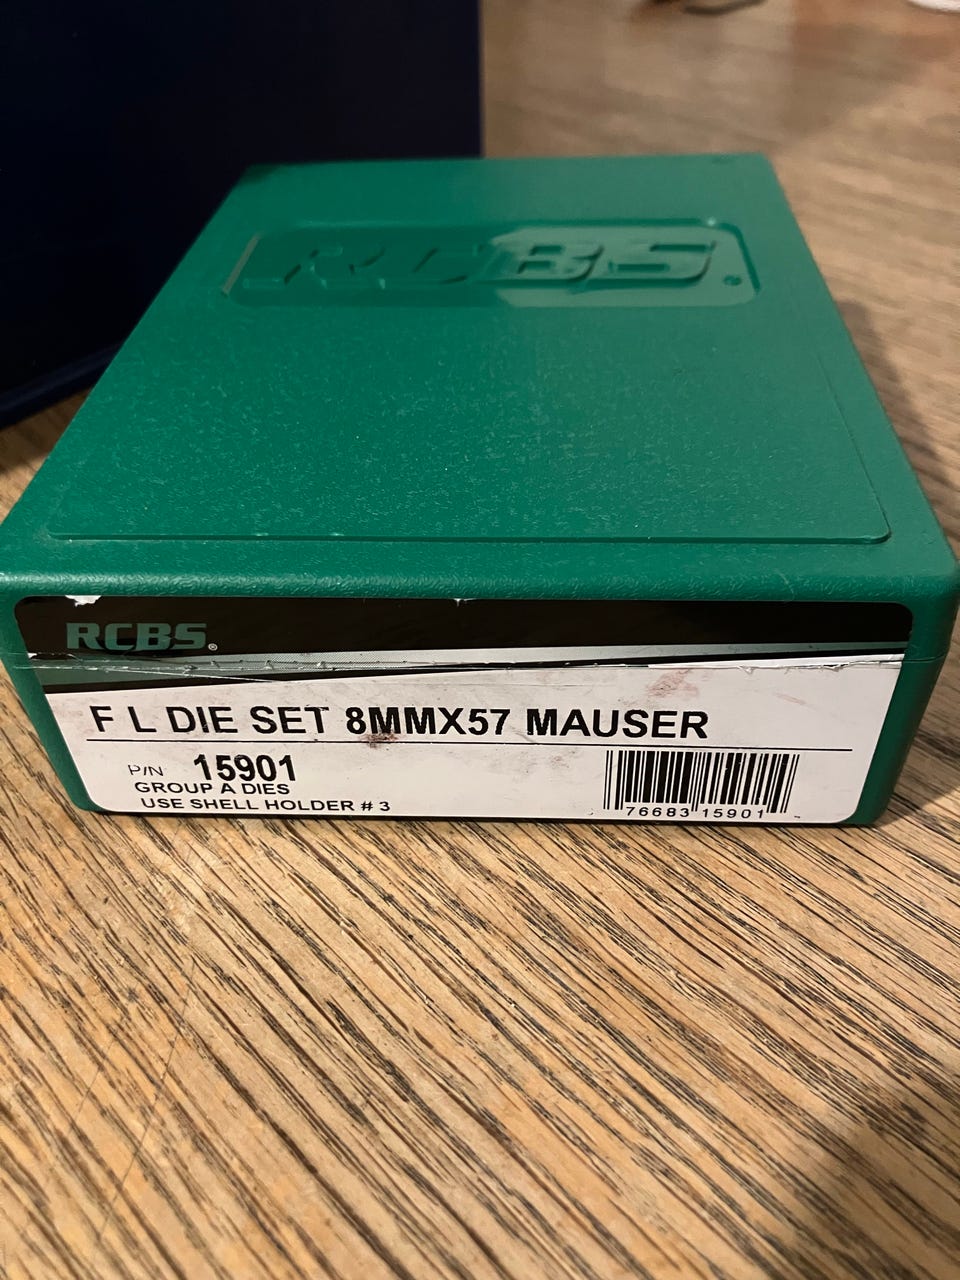 RCBS.
RCBS®
F L DIE SET 8MMX57 MAUSER
P/N 15901
GROUP A DIES
USE SHELL HOLDER # 3
76683 15901